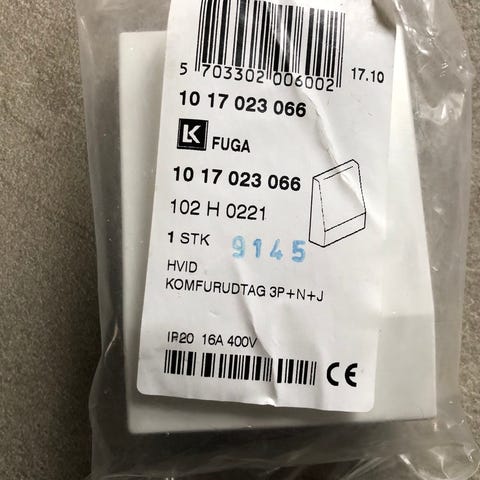 5 703302 006002 17.10
10 17 023 066
LK FUGA
10 17 023 066
102 H 0221
1 STK 9145
HVID
KOMFURUDTAG 3P+N+J
IP20 16A 400V
CE